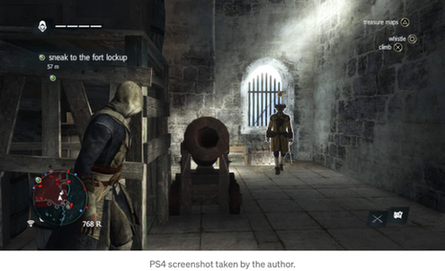 treasure maps
whistle
climb
sneak to the fort lockup
57 m
768 R
PS4 screenshot taken by the author.